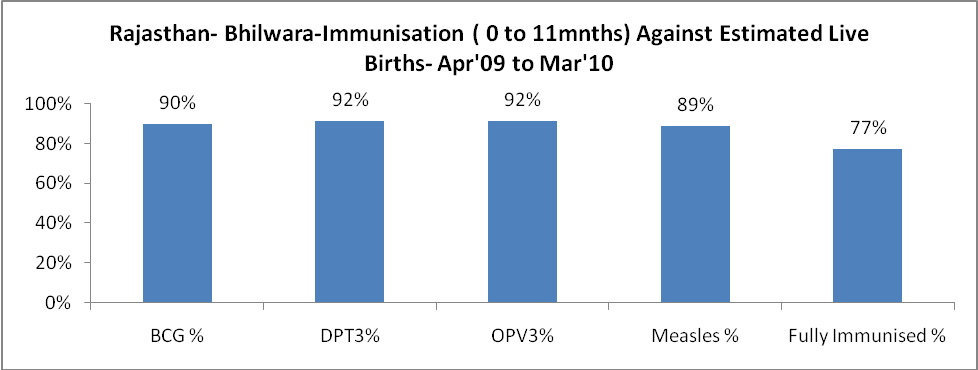 Rajasthan- Bhilwara-Immunisation ( 0 to 11mnths) Against Estimated Live
Births- Apr'09 to Mar'10
90%
92%
92%
89%
77%
100%
80%
60%
40%
20%
0%
BCG %
DPT3%
OPV3%
Measles %
Fully Immunised %